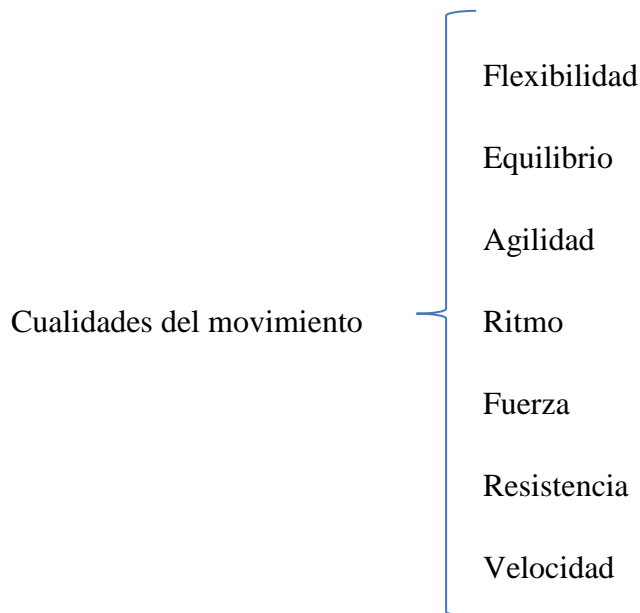 Flexibilidad
Equilibrio
Agilidad
Cualidades del movimiento
Ritmo
Fuerza
Resistencia
Velocidad